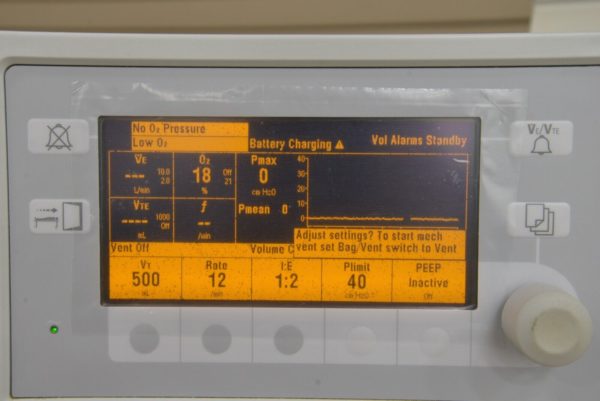 No O₂ Pressure
Low O₂
Battery Charging
Vol Alarms Standby
V̇E
---
10.0
2.0
L/min
O₂
18
Off
21
%
Pmax
0
cm H2O
40
30
20
10
0
VTE
----
1000
Off
mL
f
--
/min
Pmean 0
Adjust settings? To start mech
vent set Bag/Vent switch to Vent
Vent Off
Volume C
VT
500
mL
Rate
12
/min
I:E
1:2
Plimit
40
cm H2O
PEEP
Inactive
Off
V̇E/VTE